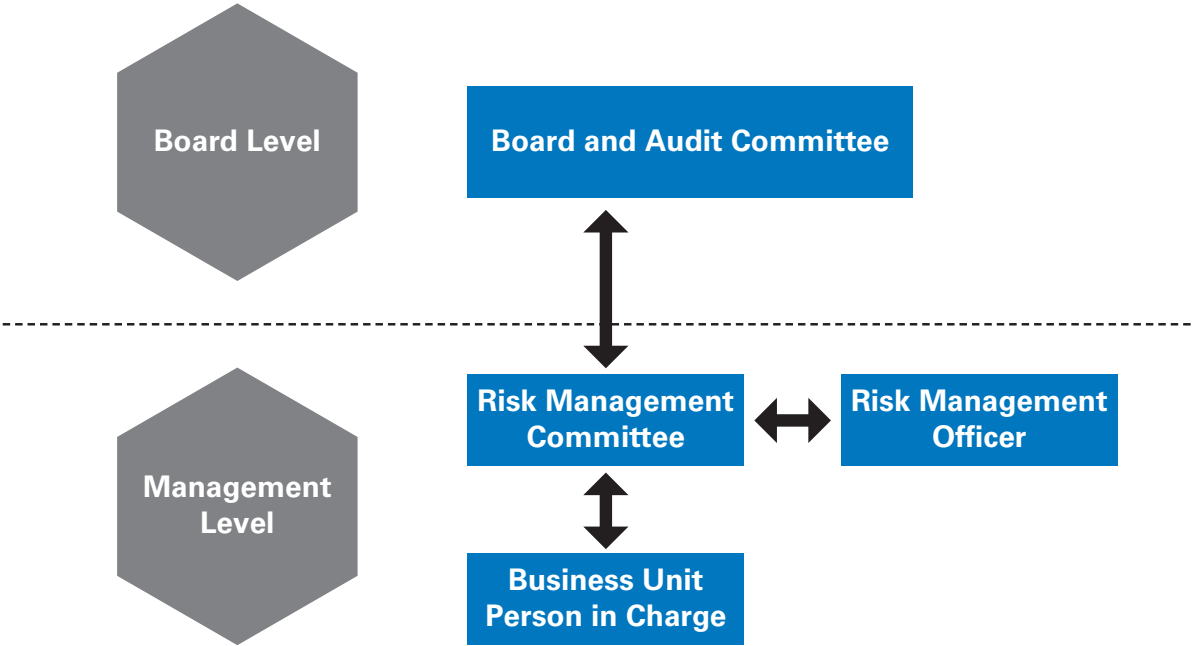 Board Level
Board and Audit Committee
Risk Management
Committee
Risk Management
Officer
Management
Level
Business Unit
Person in Charge